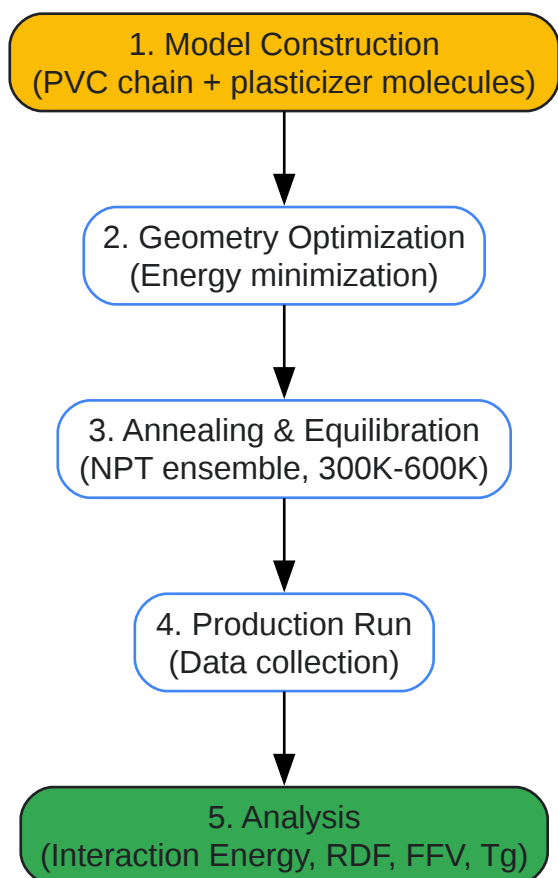 1. Model Construction
(PVC chain + plasticizer molecules)
2. Geometry Optimization
(Energy minimization)
3. Annealing & Equilibration
(NPT ensemble, 300K-600K)
4. Production Run
(Data collection)
5. Analysis
(Interaction Energy, RDF, FFV, Tg)